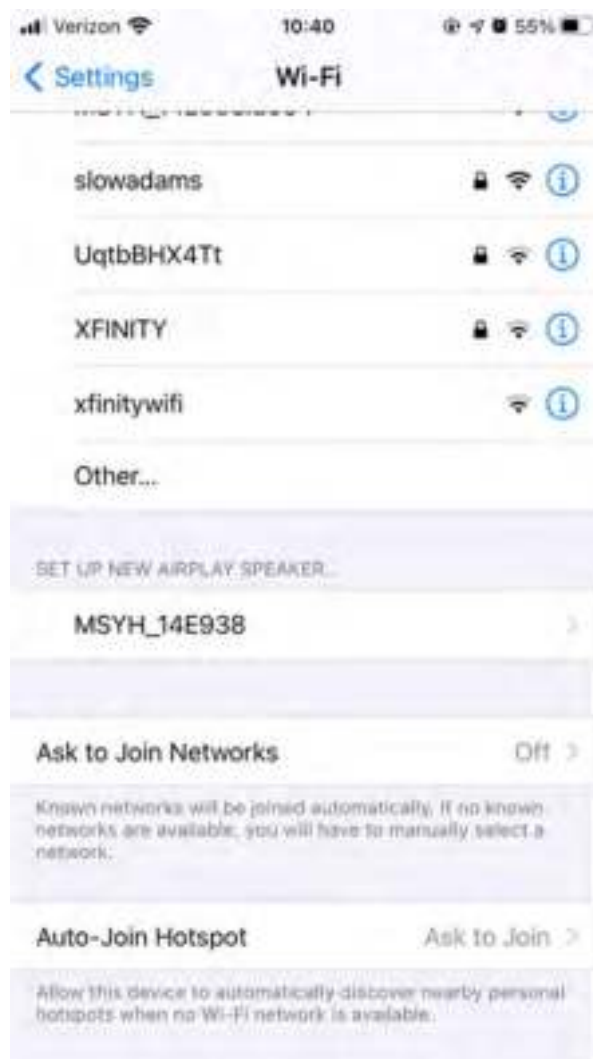 Verizon 10:40 55%
Settings Wi-Fi
slowadams
UqtbBHX4Tt
XFINITY
xfinitywifi
Other...
SET UP NEW AIRPLAY SPEAKER...
MSYH_14E938
Ask to Join Networks Off
Known networks will be joined automatically. If no known
networks are available, you will have to manually select a
network.
Auto-Join Hotspot Ask to Join
Allow this device to automatically discover nearby personal
hotspots when no Wi-Fi network is available.